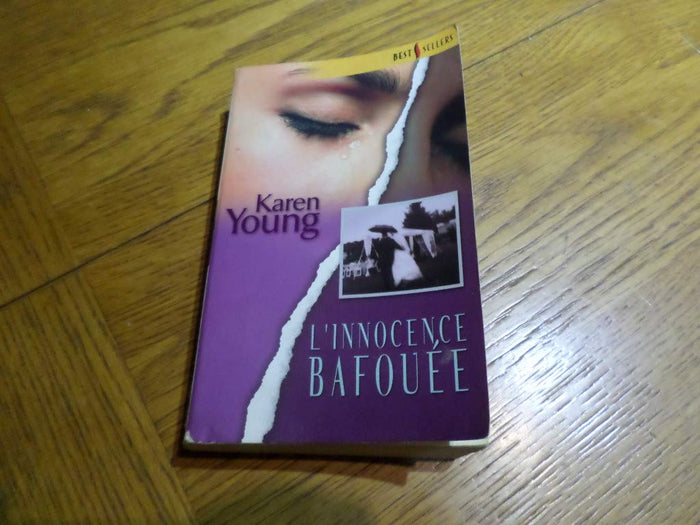 BEST SELLERS
Karen
Young
L'INNOCENCE
BAFOUÉE